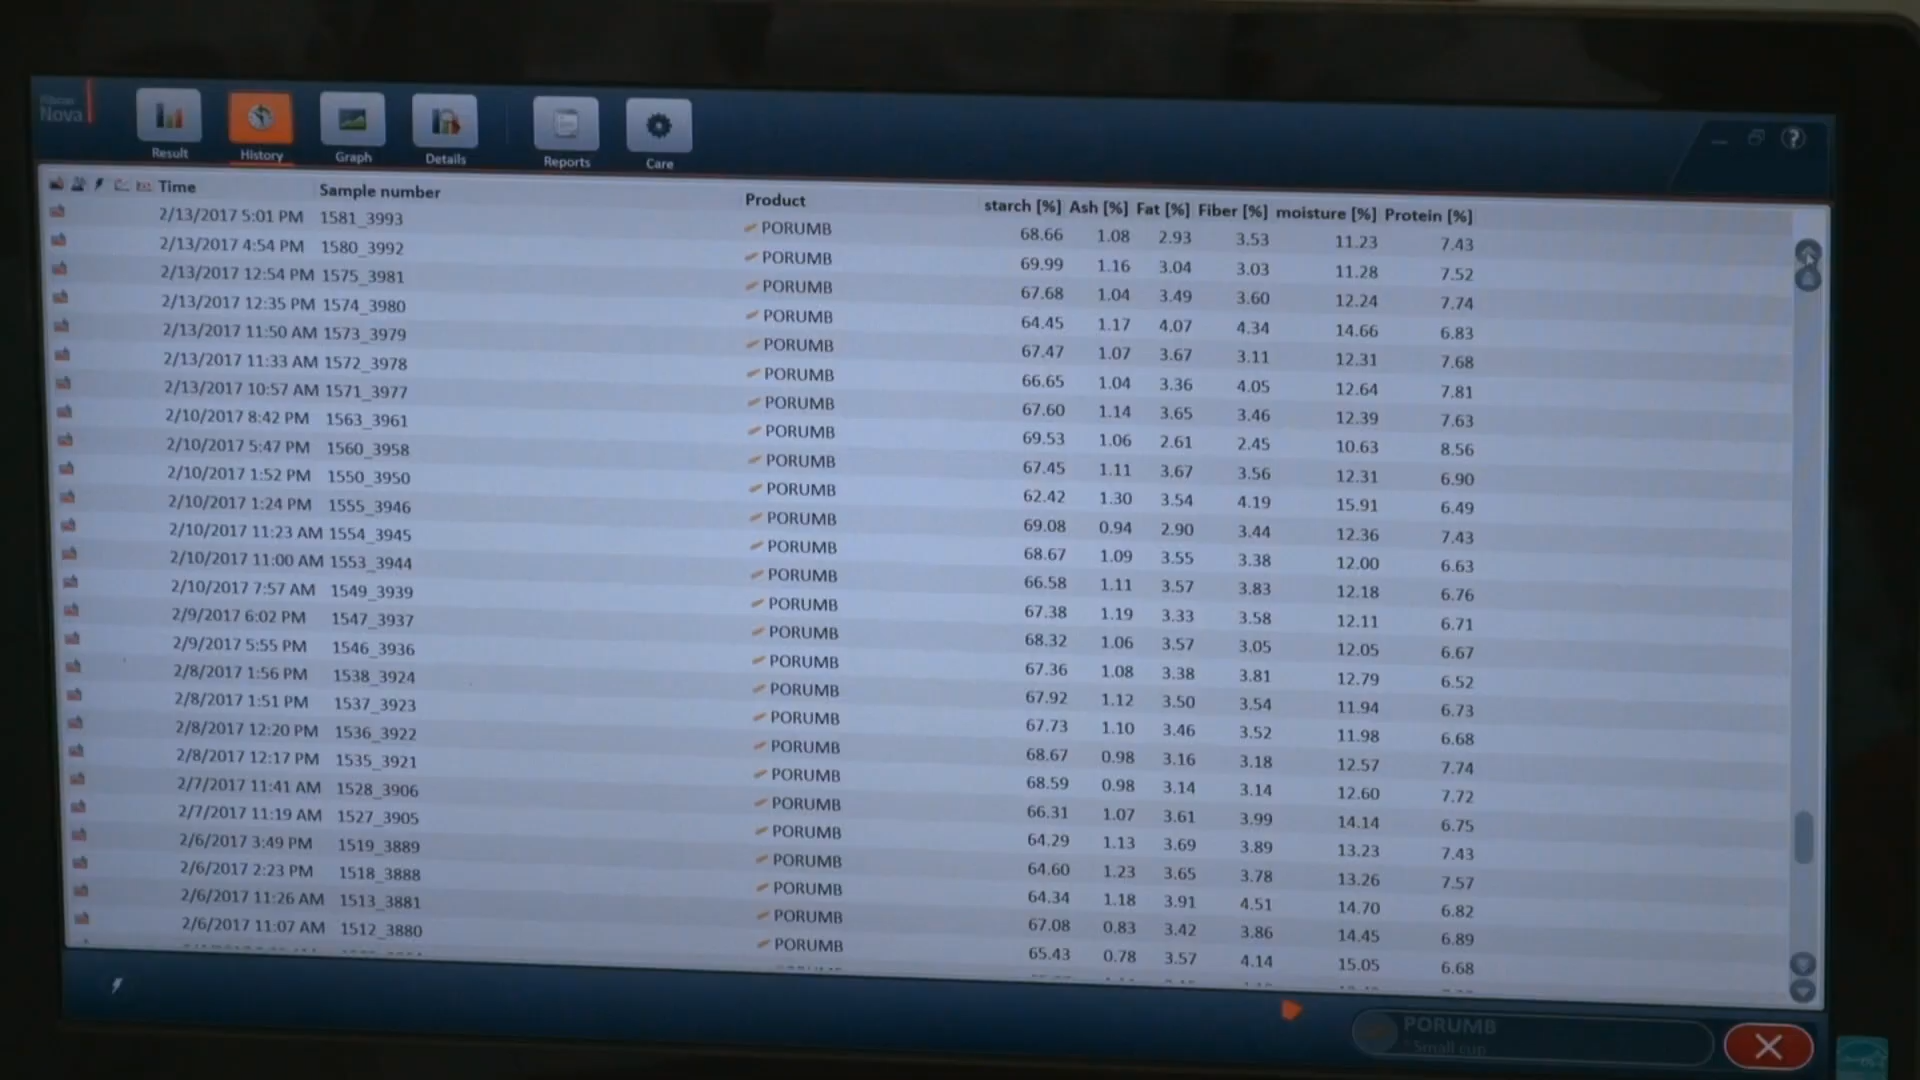 Nova
Result History Graph Details Reports Care
Time Sample number Product starch [%] Ash [%] Fat [%] Fiber [%] moisture [%] Protein [%]
2/13/2017 5:01 PM 1581_3993 PORUMB 68.66 1.08 2.93 3.53 11.23 7.43
2/13/2017 4:54 PM 1580_3992 PORUMB 69.99 1.16 3.04 3.03 11.28 7.52
2/13/2017 12:54 PM 1575_3981 PORUMB 67.68 1.04 3.49 3.60 12.24 7.74
2/13/2017 12:35 PM 1574_3980 PORUMB 64.45 1.17 4.07 4.34 14.66 6.83
2/13/2017 11:50 AM 1573_3979 PORUMB 67.47 1.07 3.67 3.11 12.31 7.68
2/13/2017 11:33 AM 1572_3978 PORUMB 66.65 1.04 3.36 4.05 12.64 7.81
2/13/2017 10:57 AM 1571_3977 PORUMB 67.60 1.14 3.65 3.46 12.39 7.63
2/10/2017 8:42 PM 1563_3961 PORUMB 69.53 1.06 2.61 2.45 10.63 8.56
2/10/2017 5:47 PM 1560_3958 PORUMB 67.45 1.11 3.67 3.56 12.31 6.90
2/10/2017 1:52 PM 1550_3950 PORUMB 62.42 1.30 3.54 4.19 15.91 6.49
2/10/2017 1:24 PM 1555_3946 PORUMB 69.08 0.94 2.90 3.44 12.36 7.43
2/10/2017 11:23 AM 1554_3945 PORUMB 68.67 1.09 3.55 3.38 12.00 6.63
2/10/2017 11:00 AM 1553_3944 PORUMB 66.58 1.11 3.57 3.83 12.18 6.76
2/10/2017 7:57 AM 1549_3939 PORUMB 67.38 1.19 3.33 3.58 12.11 6.71
2/9/2017 6:02 PM 1547_3937 PORUMB 68.32 1.06 3.57 3.05 12.05 6.67
2/9/2017 5:55 PM 1546_3936 PORUMB 67.36 1.08 3.38 3.81 12.79 6.52
2/8/2017 1:56 PM 1538_3924 PORUMB 67.92 1.12 3.50 3.54 11.94 6.73
2/8/2017 1:51 PM 1537_3923 PORUMB 67.73 1.10 3.46 3.52 11.98 6.68
2/8/2017 12:20 PM 1536_3922 PORUMB 68.67 0.98 3.16 3.18 12.57 7.74
2/8/2017 12:17 PM 1535_3921 PORUMB 68.59 0.98 3.14 3.14 12.60 7.72
2/7/2017 11:41 AM 1528_3906 PORUMB 66.31 1.07 3.61 3.99 14.14 6.75
2/7/2017 11:19 AM 1527_3905 PORUMB 64.29 1.13 3.69 3.89 13.23 7.43
2/6/2017 3:49 PM 1519_3889 PORUMB 64.60 1.23 3.65 3.78 13.26 7.57
2/6/2017 2:23 PM 1518_3888 PORUMB 64.34 1.18 3.91 4.51 14.70 6.82
2/6/2017 11:26 AM 1513_3881 PORUMB 67.08 0.83 3.42 3.86 14.45 6.89
2/6/2017 11:07 AM 1512_3880 PORUMB 65.43 0.78 3.57 4.14 15.05 6.68
PORUMB
Small cup